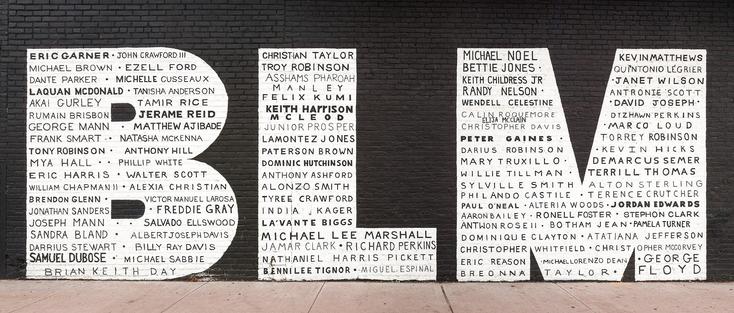 ERIC GARNER · JOHN CRAWFORD III
MICHAEL BROWN · EZELL FORD
DANTE PARKER · MICHELLE CUSSEAUX
LAQUAN MCDONALD · TANISHA ANDERSON
AKAI GURLEY · TAMIR RICE
RUMAIN BRISBON · JERAME REID
GEORGE MANN · MATTHEW AJIBADE
FRANK SMART · NATASHA MCKENNA
TONY ROBINSON · ANTHONY HILL
MYA HALL · PHILLIP WHITE
ERIC HARRIS · WALTER SCOTT
WILLIAM CHAPMAN II · ALEXIA CHRISTIAN
BRENDON GLENN · VICTOR MANUEL LAROSA
JONATHAN SANDERS · FREDDIE GRAY
JOSEPH MANN · SALVADO ELLSWOOD
SANDRA BLAND · ALBERT JOSEPH DAVIS
DARRIUS STEWART · BILLY RAY DAVIS
SAMUEL DUBOSE · MICHAEL SABBIE
BRIAN KEITH DAY
CHRISTIAN TAYLOR
TROY ROBINSON
ASSHAMS PHAROAH
MANLEY
FELIX KUMI
KEITH HARRISON
MCLEOD
JUNIOR PROSPER
LAMONTEZ JONES
PATERSON BROWN
DOMINIC HUTCHINSON
ANTHONY ASHFORD
ALONZO SMITH
TYREE CRAWFORD
INDIA KAGER
LA'VANTE BIGGS
MICHAEL LEE MARSHALL
JAMAR CLARK · RICHARD PERKINS
NATHANIEL HARRIS PICKETT
BENNI LEE TIGNOR · MIGUEL ESPINAL
MICHAEL NOEL · KEVIN MATTHEWS
BETTIE JONES · QUINTONIO LEGRIER
KEITH CHILDRESS JR · JANET WILSON
RANDY NELSON · ANTRONIE SCOTT
WENDELL CELESTINE · DAVID JOSEPH ·
CALIN ROQUEMORE · DYZHAWN PERKINS
ELIJA MCCLAIN
CHRISTOPHER DAVIS · MARCO LOUD
PETER GAINES · TORREY ROBINSON
DARIUS ROBINSON · KEVIN HICKS
MARY TRUXILLO · DEMARCUS SEMER
WILLIE TILLMAN · TERRILL THOMAS
SYLVILLE SMITH · ALTON STERLING
PHILANDO CASTILE · TERENCE CRUTCHER
PAUL O'NEAL · ALTERIA WOODS · JORDAN EDWARDS
AARON BAILEY · RONELL FOSTER · STEPHON CLARK
ANTWON ROSE II · BOTHAM JEAN · PAMELA TURNER
DOMINIQUE CLAYTON · ATATIANA JEFFERSON
CHRISTOPHER WHITFIELD · CHRISTOPHER MCCORVEY
ERIC REASON · MICHAEL LORENZO DEAN · GEORGE
BREONNA TAYLOR · FLOYD